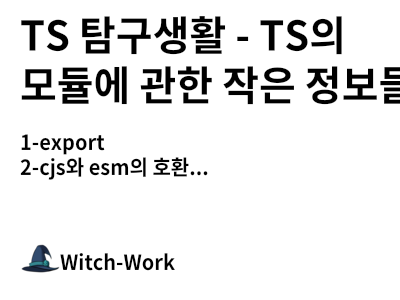 TS 탐구생활 - TS의
모듈에 관한 작은 정보들
1-export
2-cjs와 esm의 호환...
Witch-Work